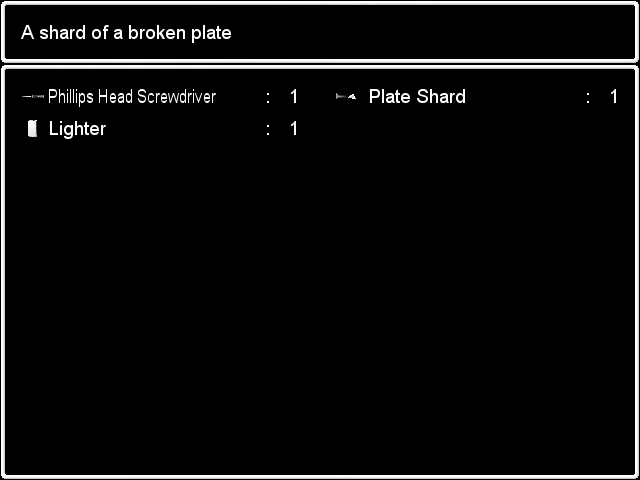 A shard of a broken plate
Phillips Head Screwdriver : 1 Plate Shard : 1
Lighter : 1